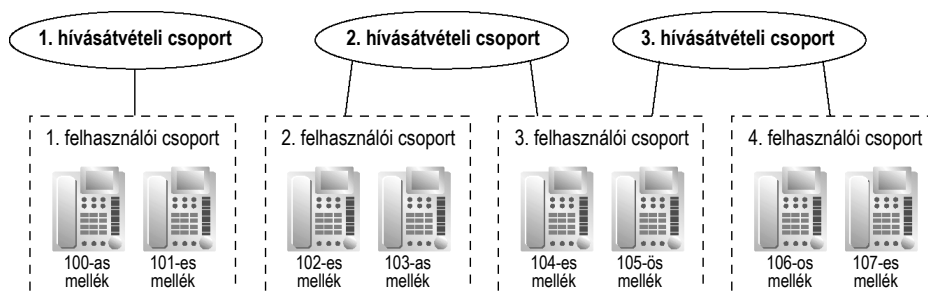 1. hívásátvételi csoport
2. hívásátvételi csoport
3. hívásátvételi csoport
1. felhasználói csoport
2. felhasználói csoport
3. felhasználói csoport
4. felhasználói csoport
100-as
mellék
101-es
mellék
102-es
mellék
103-as
mellék
104-es
mellék
105-ös
mellék
106-os
mellék
107-es
mellék